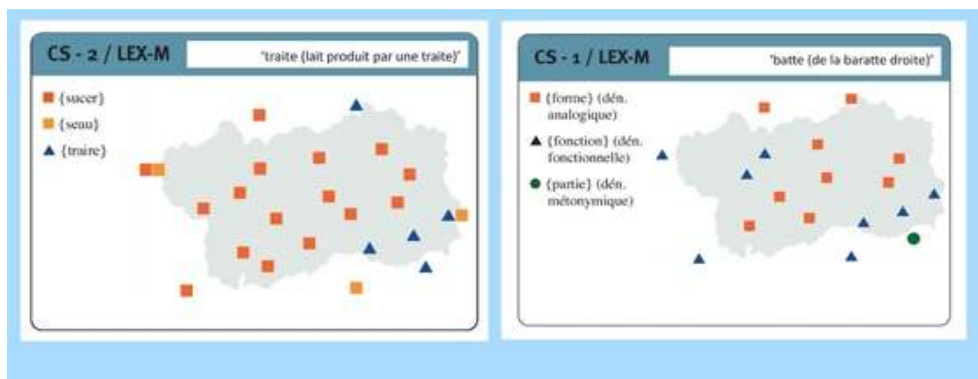 CS - 2 / LEX-M
'traite (lait produit par une traite)'
{sucer}
{seau}
{traire}
CS - 1 / LEX-M
'batte (de la baratte droite)'
{forme} (dén.
analogique)
{fonction} (dén.
fonctionnelle)
{partie} (dén.
métonymique)